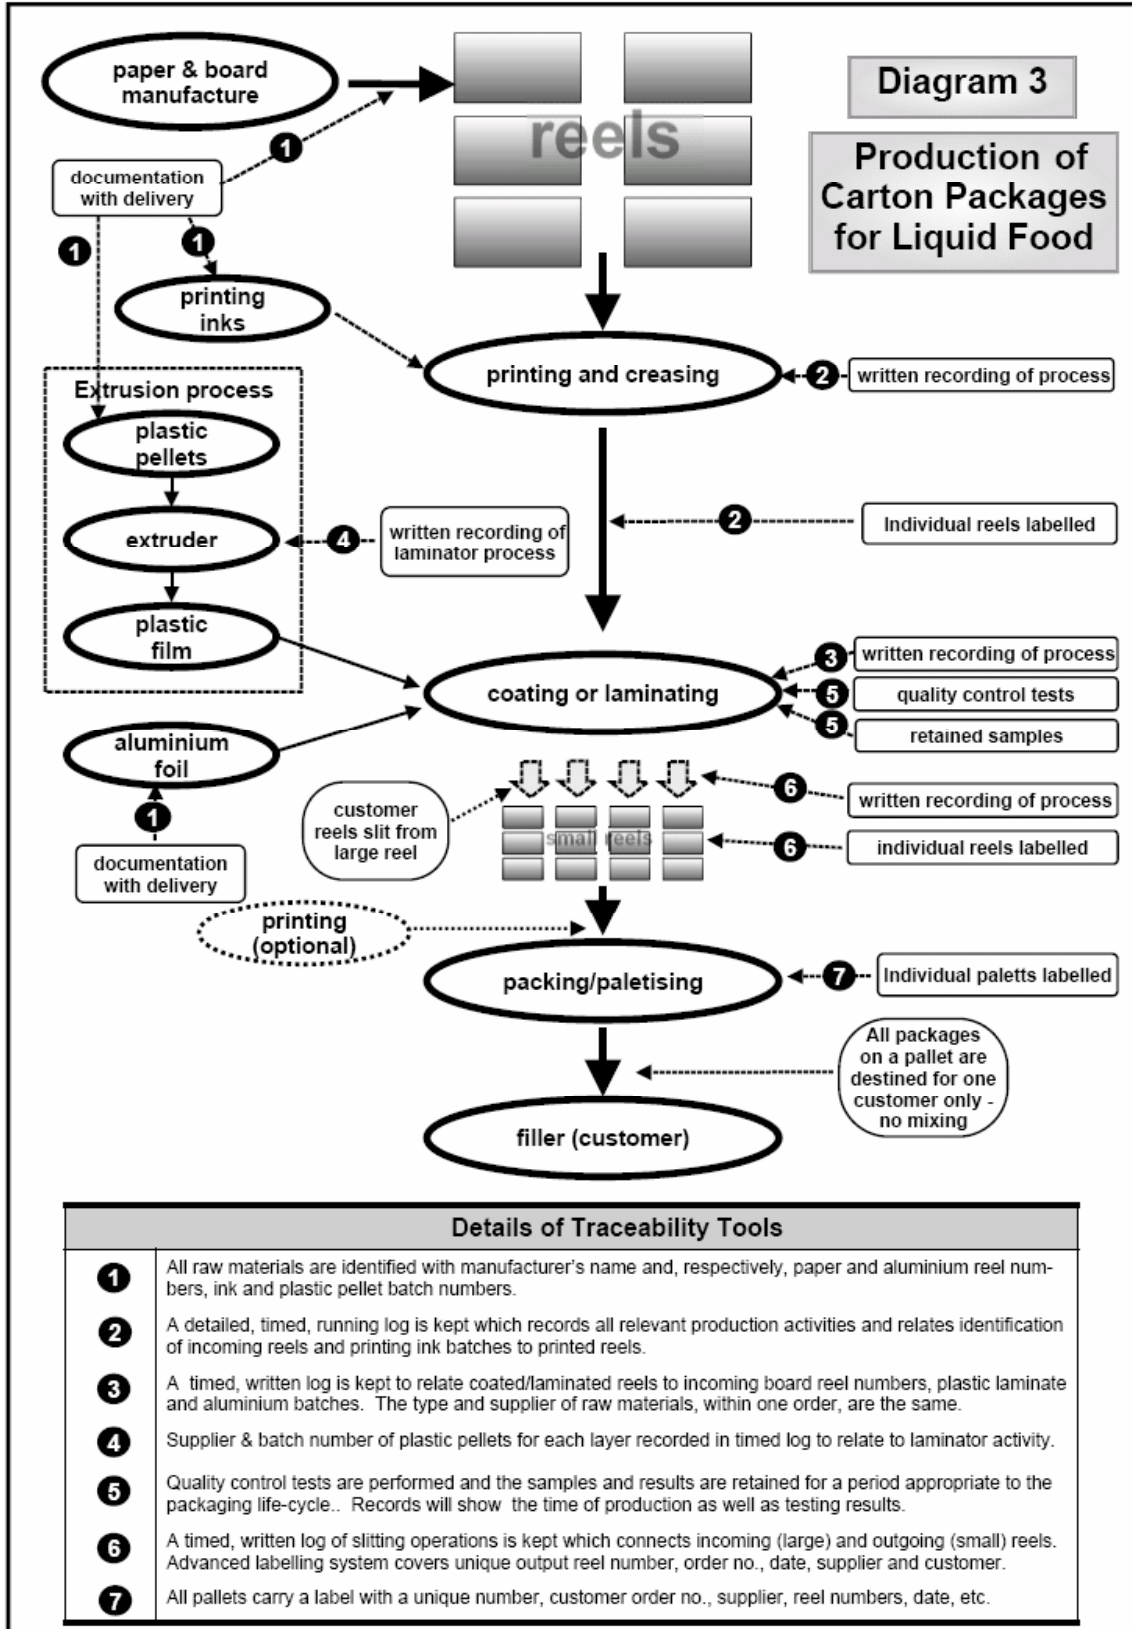 paper & board
manufacture
reels
Diagram 3
Production of
Carton Packages
for Liquid Food
1
documentation
with delivery
1
1
printing
inks
printing and creasing
2
written recording of process
Extrusion process
plastic
pellets
extruder
4
written recording of
laminator process
2
Individual reels labelled
plastic
film
coating or laminating
3
written recording of process
5
quality control tests
5
retained samples
aluminium
foil
1
documentation
with delivery
customer
reels slit from
large reel
small reels
6
written recording of process
6
individual reels labelled
printing
(optional)
packing/paletising
7
Individual paletts labelled
All packages
on a pallet are
destined for one
customer only -
no mixing
filler (customer)
Details of Traceability Tools
1
All raw materials are identified with manufacturer's name and, respectively, paper and aluminium reel num-
bers, ink and plastic pellet batch numbers.
2
A detailed, timed, running log is kept which records all relevant production activities and relates identification
of incoming reels and printing ink batches to printed reels.
3
A timed, written log is kept to relate coated/laminated reels to incoming board reel numbers, plastic laminate
and aluminium batches. The type and supplier of raw materials, within one order, are the same.
4
Supplier & batch number of plastic pellets for each layer recorded in timed log to relate to laminator activity.
5
Quality control tests are performed and the samples and results are retained for a period appropriate to the
packaging life-cycle.. Records will show the time of production as well as testing results.
6
A timed, written log of slitting operations is kept which connects incoming (large) and outgoing (small) reels.
Advanced labelling system covers unique output reel number, order no., date, supplier and customer.
7
All pallets carry a label with a unique number, customer order no., supplier, reel numbers, date, etc.